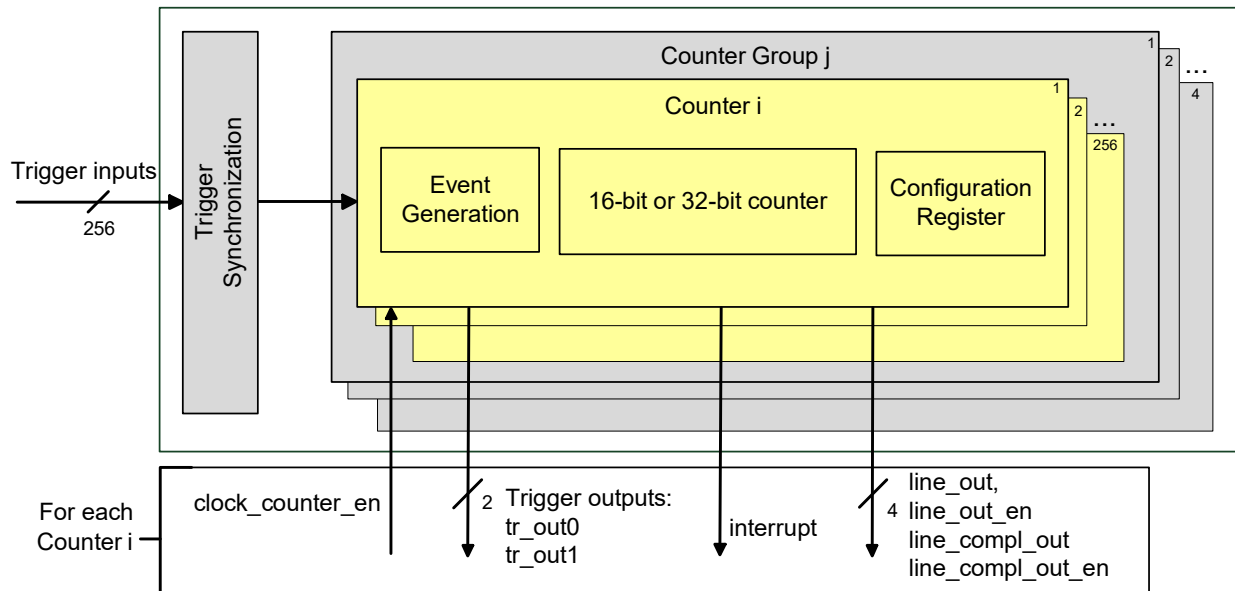 Counter Group j
1
2
...
4
Counter i
1
2
...
256
Trigger inputs
256
Trigger
Synchronization
Event
Generation
16-bit or 32-bit counter
Configuration
Register
For each
Counter i
clock_counter_en
2
Trigger outputs:
tr_out0
tr_out1
interrupt
4
line_out,
line_out_en
line_compl_out
line_compl_out_en